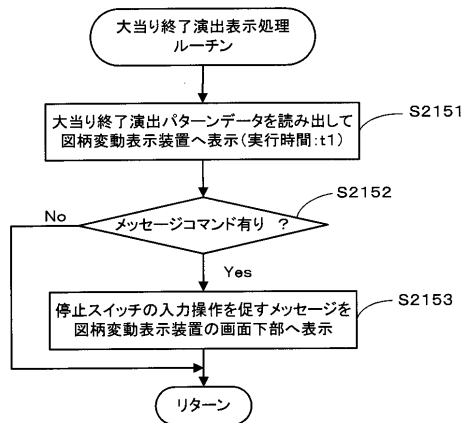 大当り終了演出表示処理
ルーチン
大当り終了演出パターンデータを読み出して
図柄変動表示装置へ表示(実行時間:t1)
S2151
S2152
メッセージコマンド有り ?
No
Yes
停止スイッチの入力操作を促すメッセージを
図柄変動表示装置の画面下部へ表示
S2153
リターン